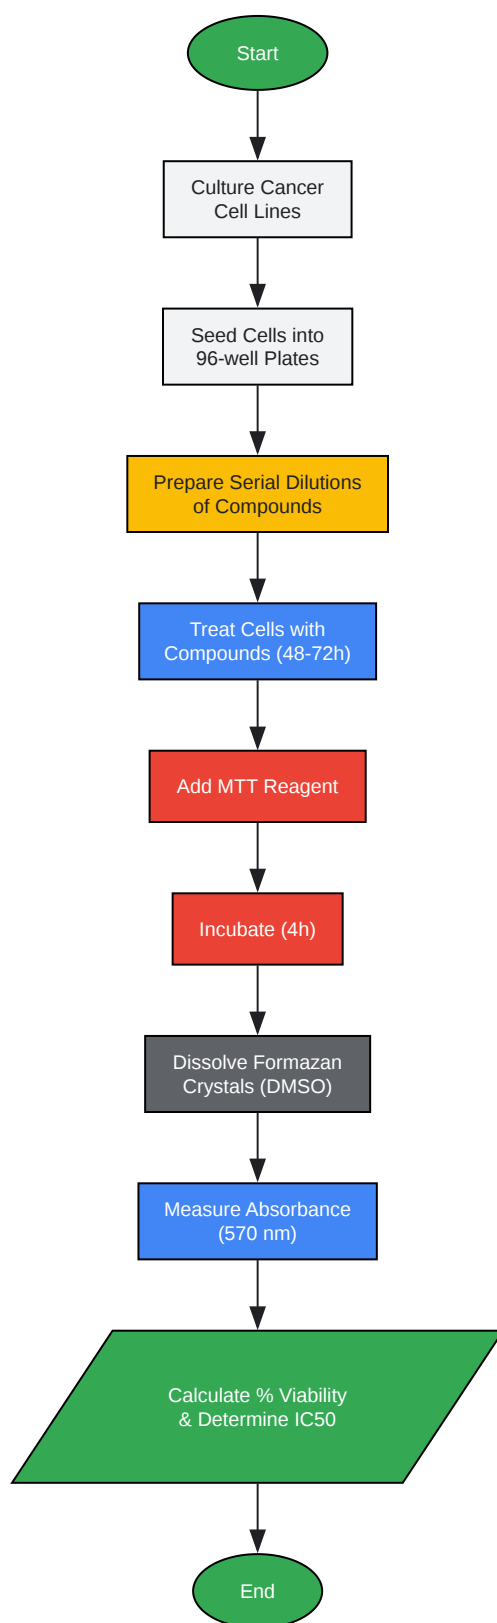 Start
Culture Cancer
Cell Lines
Seed Cells into
96-well Plates
Prepare Serial Dilutions
of Compounds
Treat Cells with
Compounds (48-72h)
Add MTT Reagent
Incubate (4h)
Dissolve Formazan
Crystals (DMSO)
Measure Absorbance
(570 nm)
Calculate % Viability
& Determine IC50
End